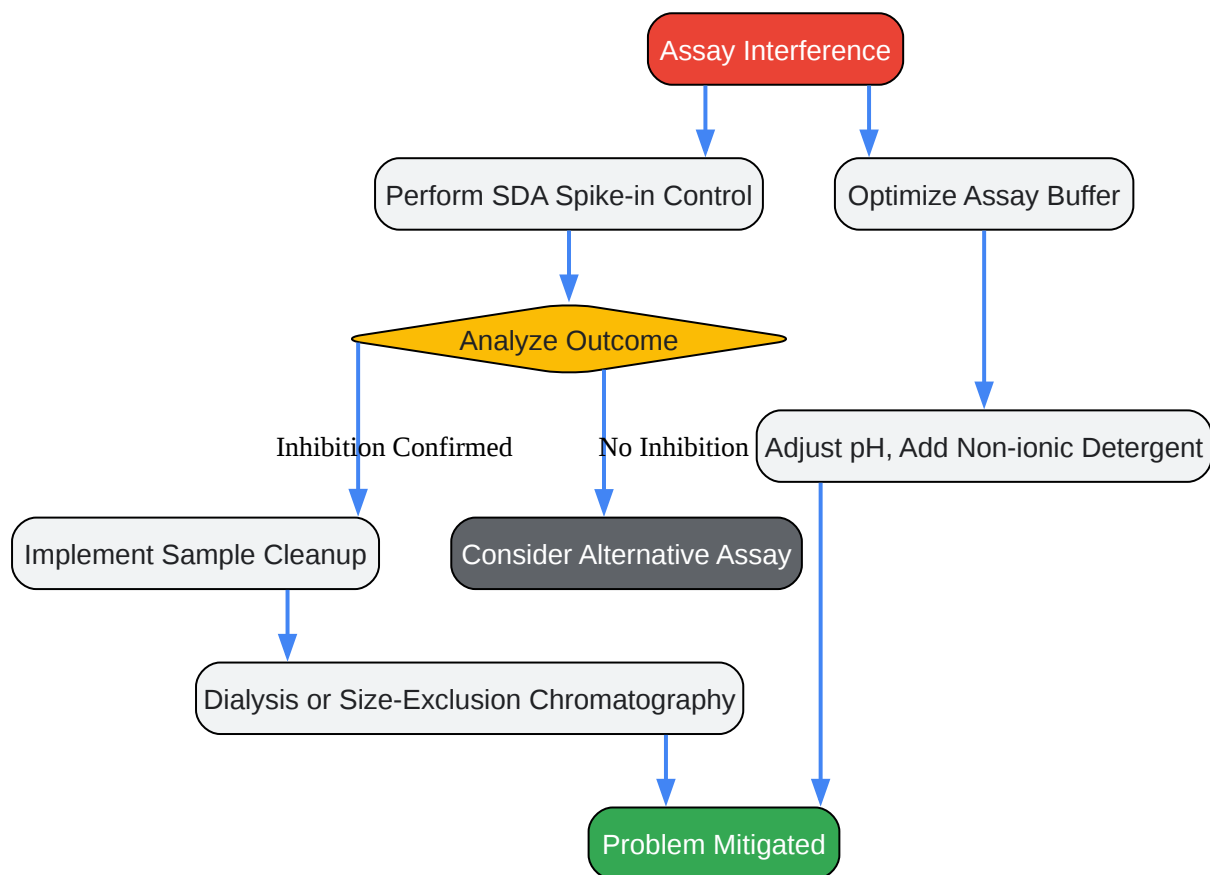 Assay Interference
Perform SDA Spike-in Control
Optimize Assay Buffer
Analyze Outcome
Inhibition Confirmed
No Inhibition
Adjust pH, Add Non-ionic Detergent
Implement Sample Cleanup
Consider Alternative Assay
Dialysis or Size-Exclusion Chromatography
Problem Mitigated